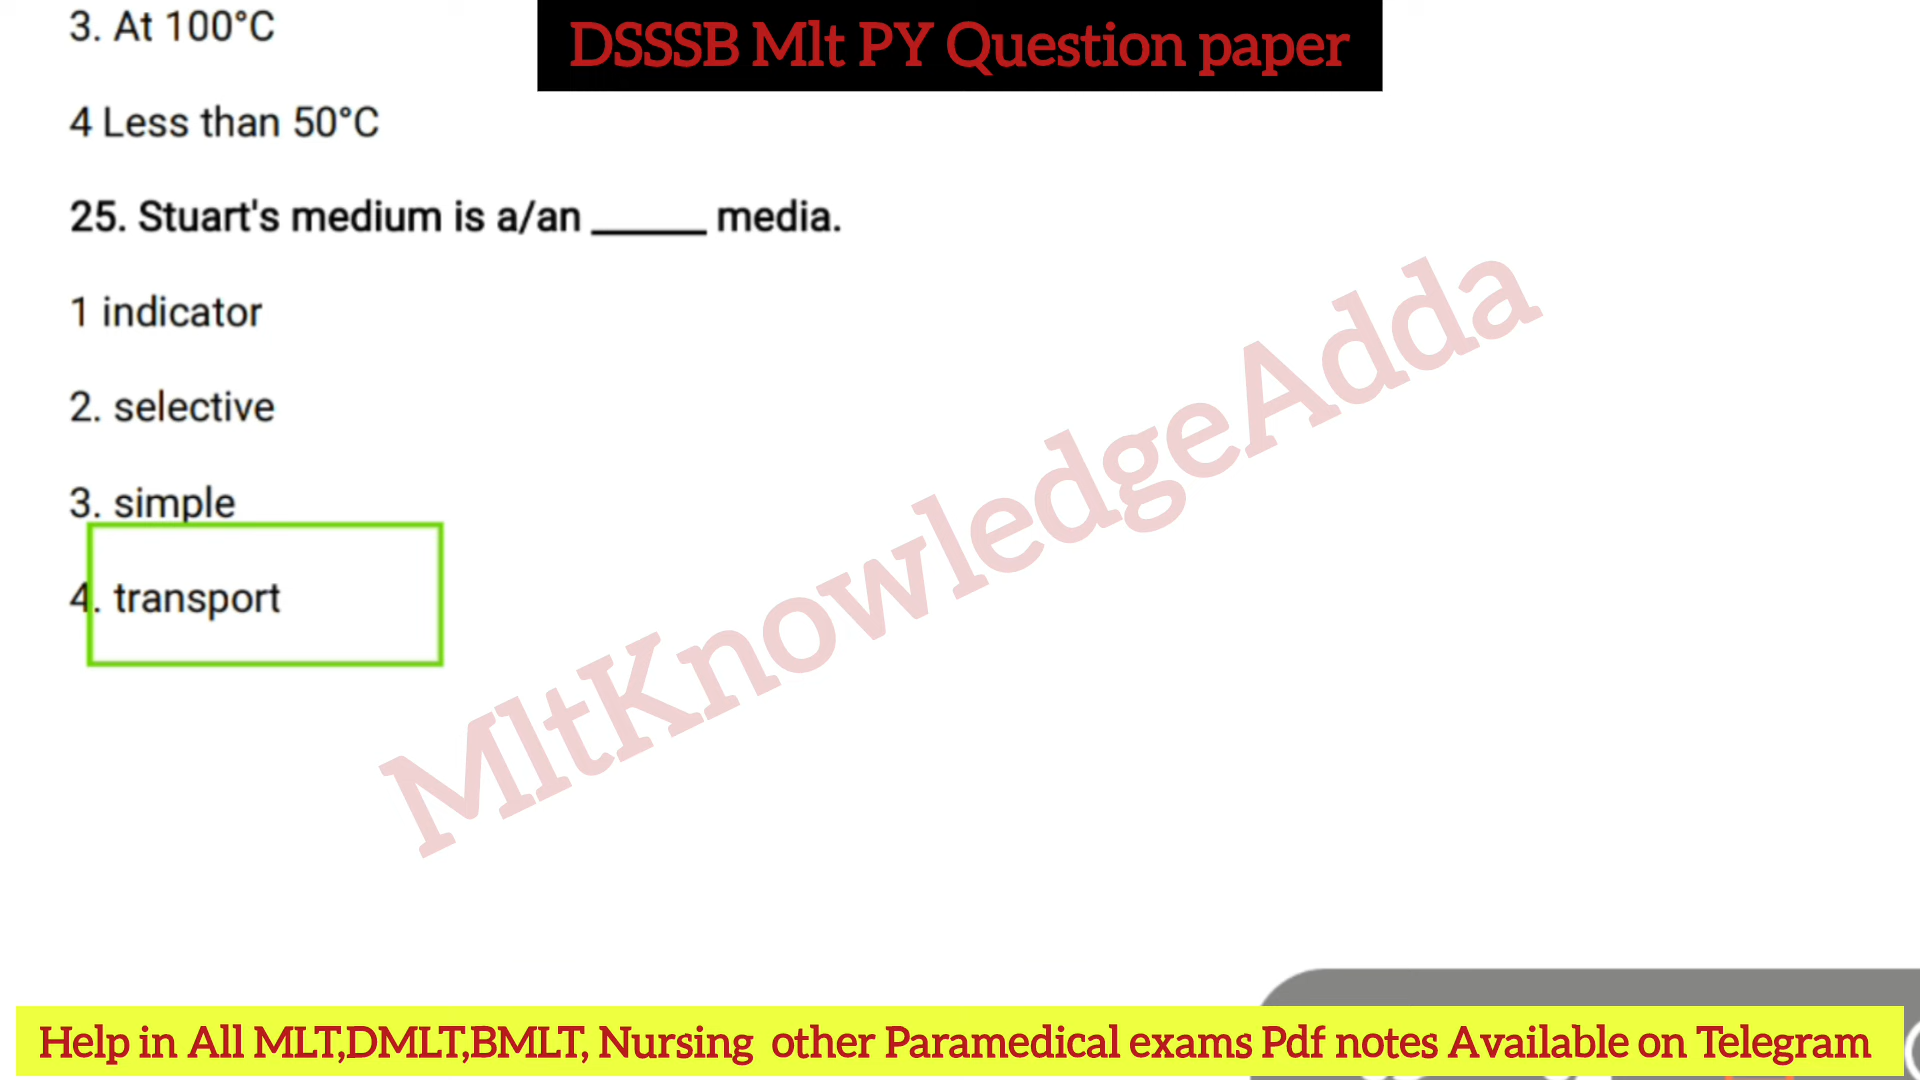 3. At 100°C
DSSSB Mlt PY Question paper
4 Less than 50°C
25. Stuart's medium is a/an ______ media.
1 indicator
2. selective
3. simple
4. transport
MltKnowledgeAdda
Help in All MLT,DMLT,BMLT, Nursing other Paramedical exams Pdf notes Available on Telegram